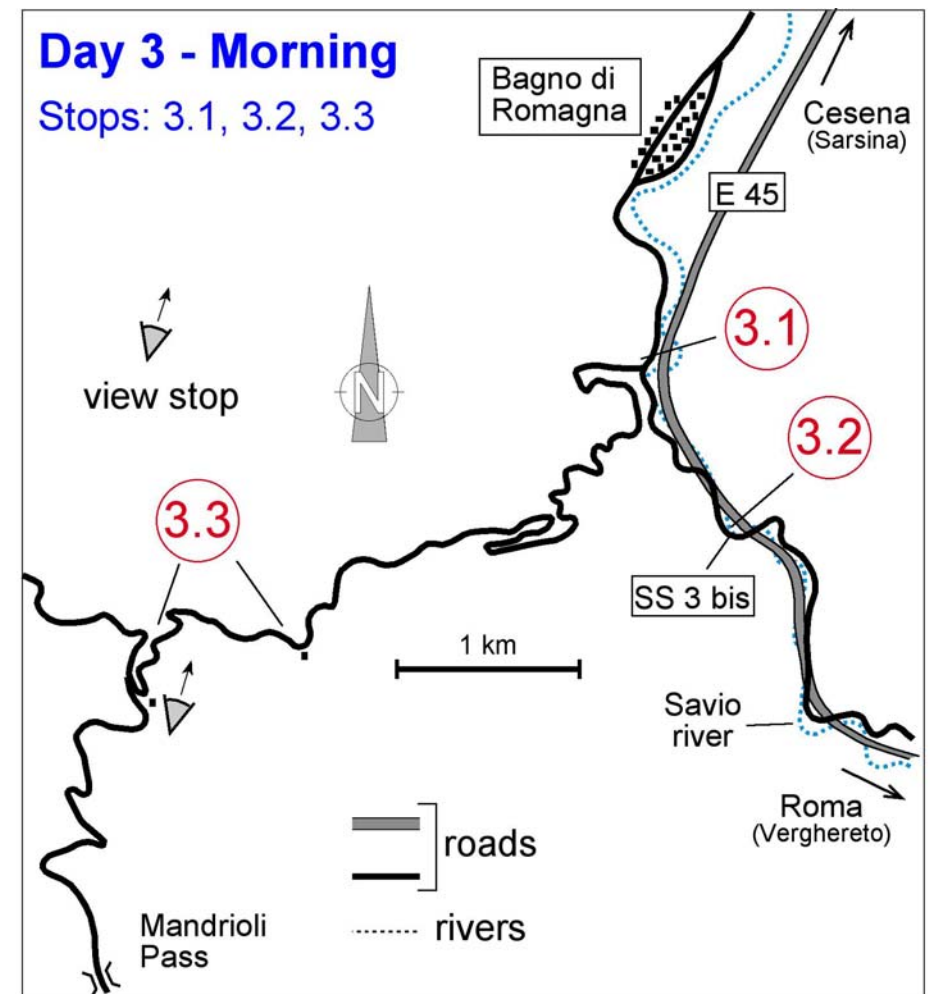 Day 3 - Morning
Stops: 3.1, 3.2, 3.3
Bagno di
Romagna
Cesena
(Sarsina)
E 45
3.1
view stop
N
3.2
3.3
SS 3 bis
1 km
Savio
river
Roma
(Verghereto)
roads
Mandrioli
Pass
rivers